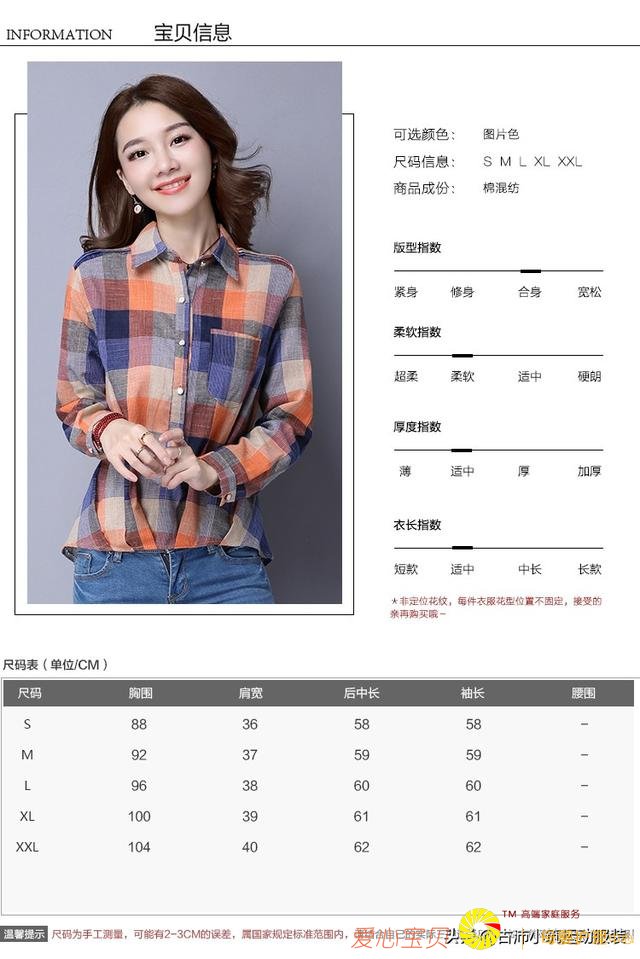 INFORMATION 宝贝信息
可选颜色： 图片色
尺码信息： S M L XL XXL
商品成份： 棉混纺
版型指数
紧身 修身 合身 宽松
柔软指数
超柔 柔软 适中 硬朗
厚度指数
薄 适中 厚 加厚
衣长指数
短款 适中 中长 长款
＊非定位花纹，每件衣服花型位置不固定，接受的
亲再购买哦~
尺码表（单位/CM）
尺码 胸围 肩宽 后中长 袖长 腰围
S 88 36 58 58 –
M 92 37 59 59 –
L 96 38 60 60 –
XL 100 39 61 61 –
XXL 104 40 62 62 –
TM 高端家庭服务
温馨提示 尺码为手工测量，可能有2-3CM的误差，属国家规定标准范围内，
爱心宝贝